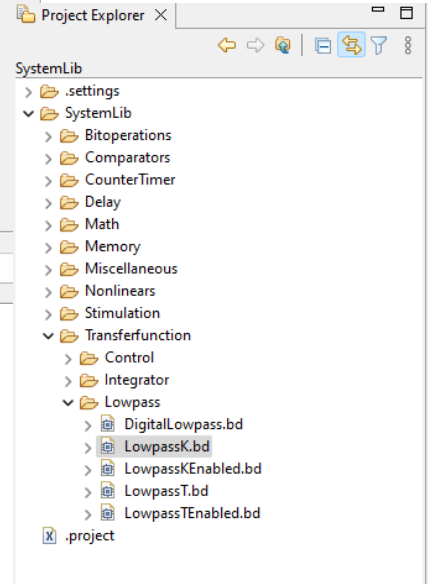 Project Explorer
SystemLib
.settings
SystemLib
Bitoperations
Comparators
CounterTimer
Delay
Math
Memory
Miscellaneous
Nonlinears
Stimulation
Transferfunction
Control
Integrator
Lowpass
DigitalLowpass.bd
LowpassK.bd
LowpassKEnabled.bd
LowpassT.bd
LowpassTEnabled.bd
.project